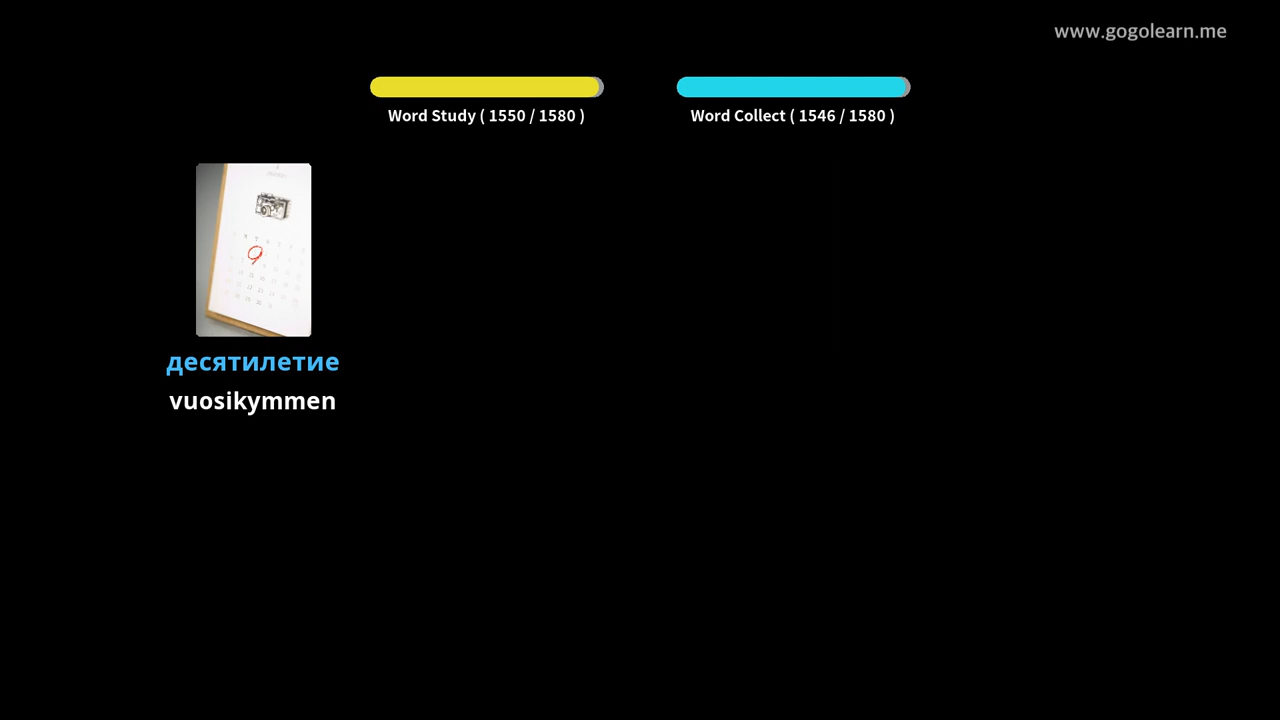 www.gogolearn.me
Word Study ( 1550 / 1580 )
Word Collect ( 1546 / 1580 )
десятилетие
vuosikymmen